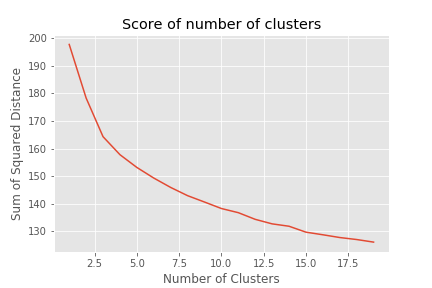 Score of number of clusters
200
190
180
170
160
150
140
130
Sum of Squared Distance
2.5 5.0 7.5 10.0 12.5 15.0 17.5
Number of Clusters